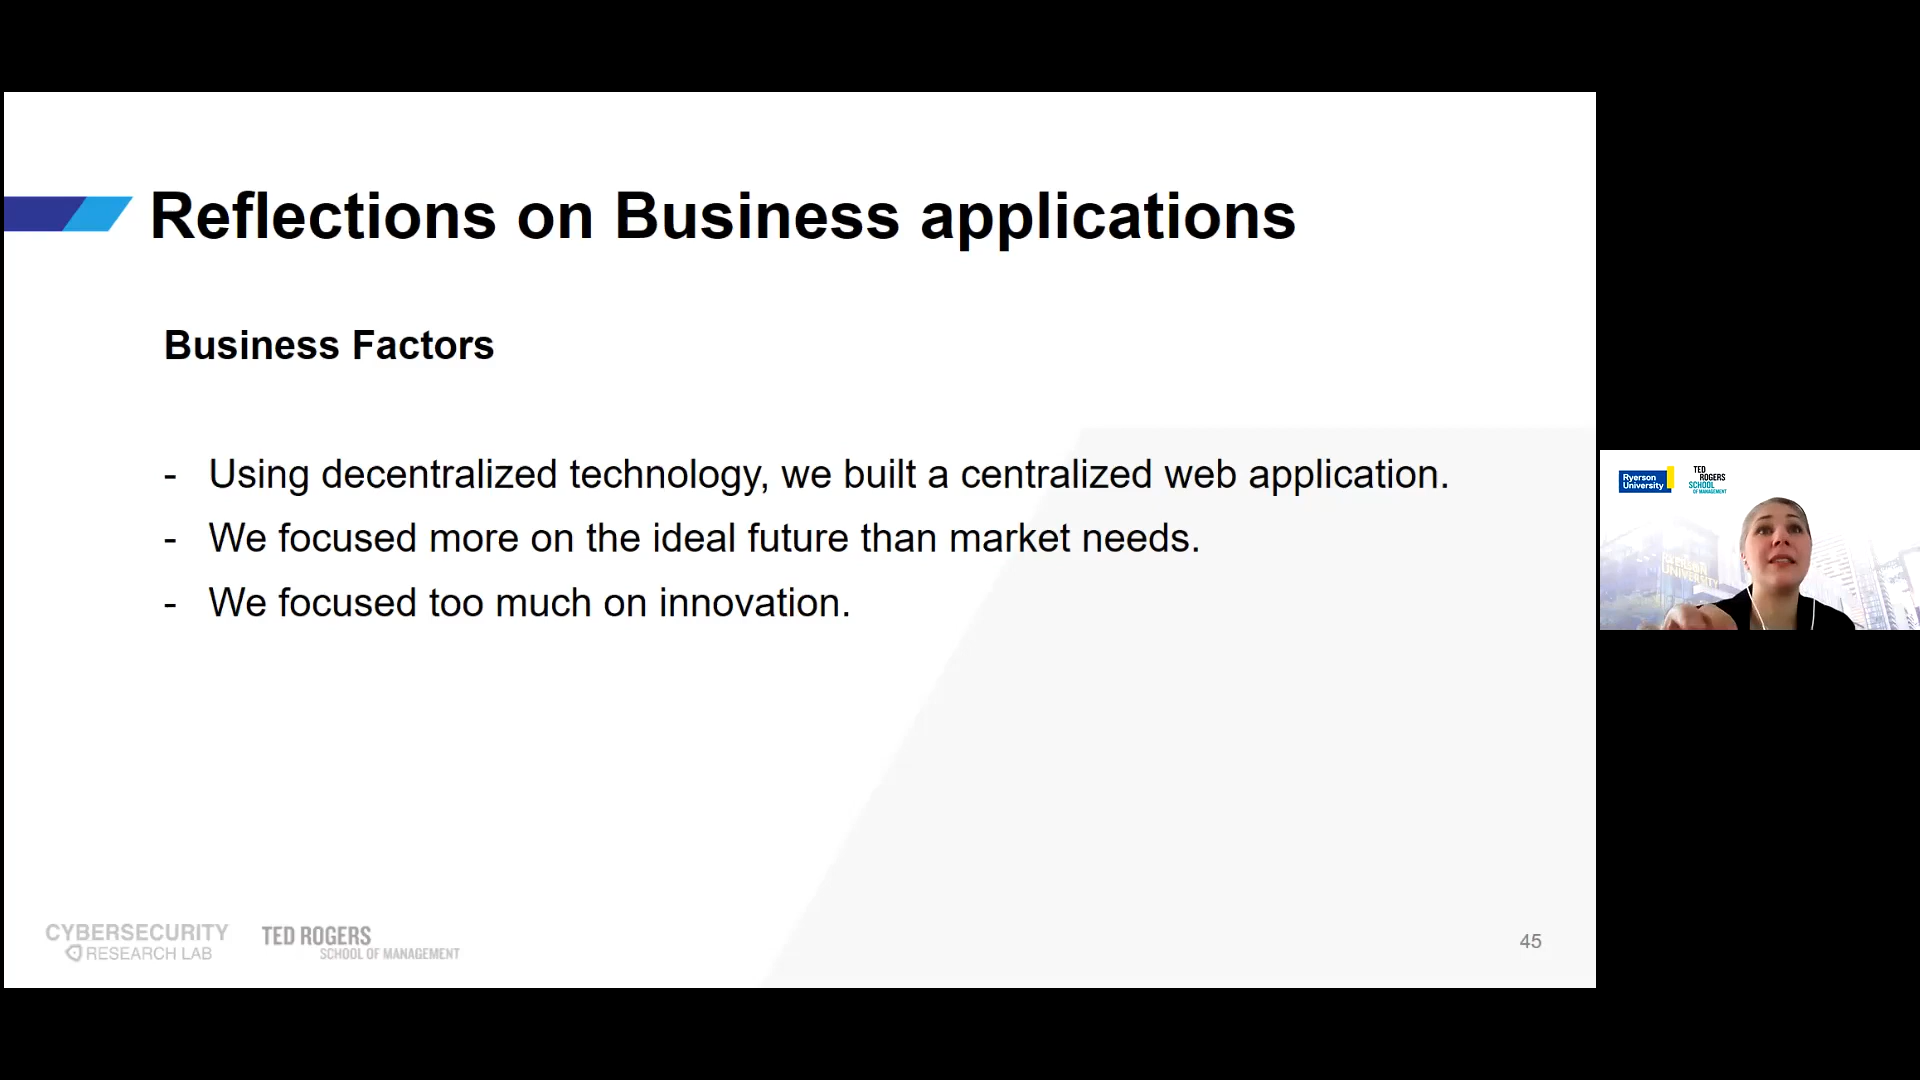 Reflections on Business applications
Business Factors
- Using decentralized technology, we built a centralized web application.
- We focused more on the ideal future than market needs.
- We focused too much on innovation.
CYBERSECURITY
RESEARCH LAB
TED ROGERS
SCHOOL OF MANAGEMENT
45
Ryerson
University
TED
ROGERS
SCHOOL
OF MANAGEMENT